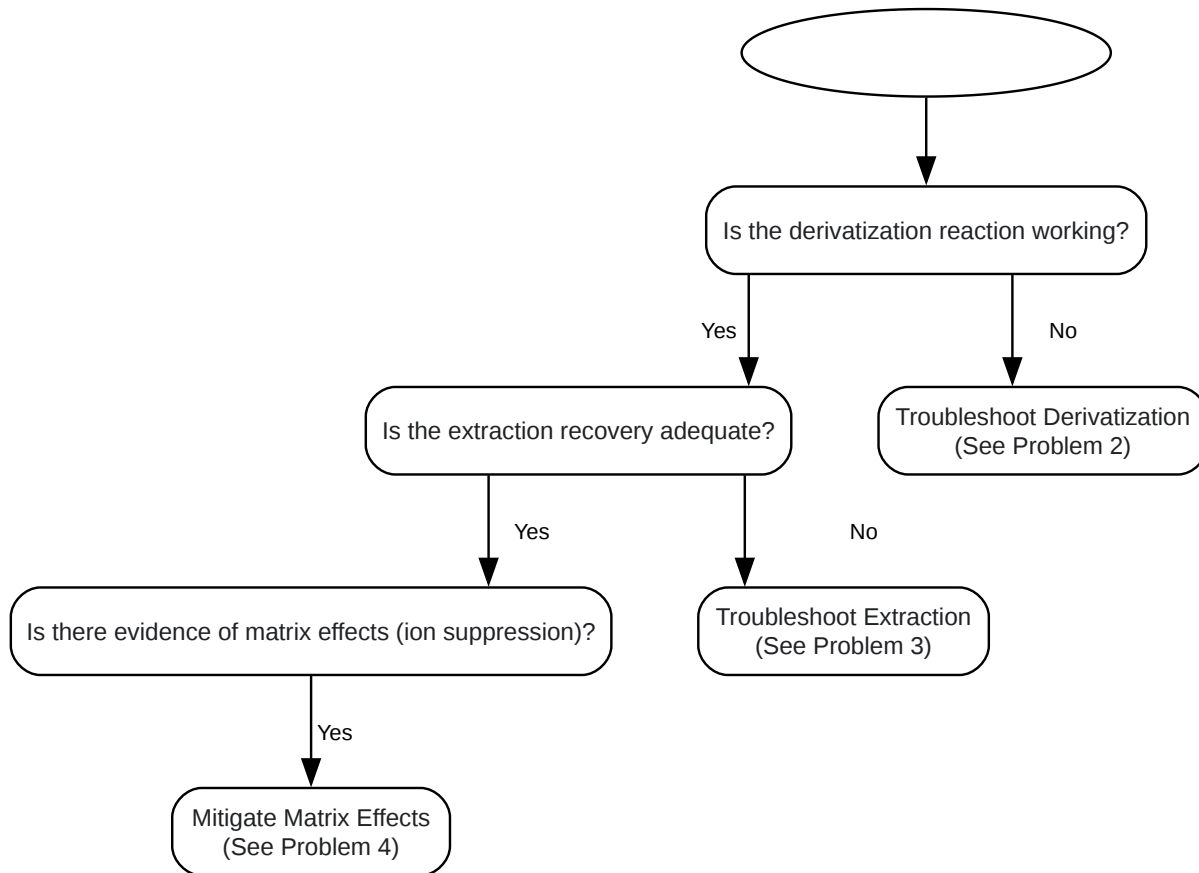 Is the derivatization reaction working?
Yes
No
Is the extraction recovery adequate?
Troubleshoot Derivatization
(See Problem 2)
Yes
No
Is there evidence of matrix effects (ion suppression)?
Troubleshoot Extraction
(See Problem 3)
Yes
Mitigate Matrix Effects
(See Problem 4)